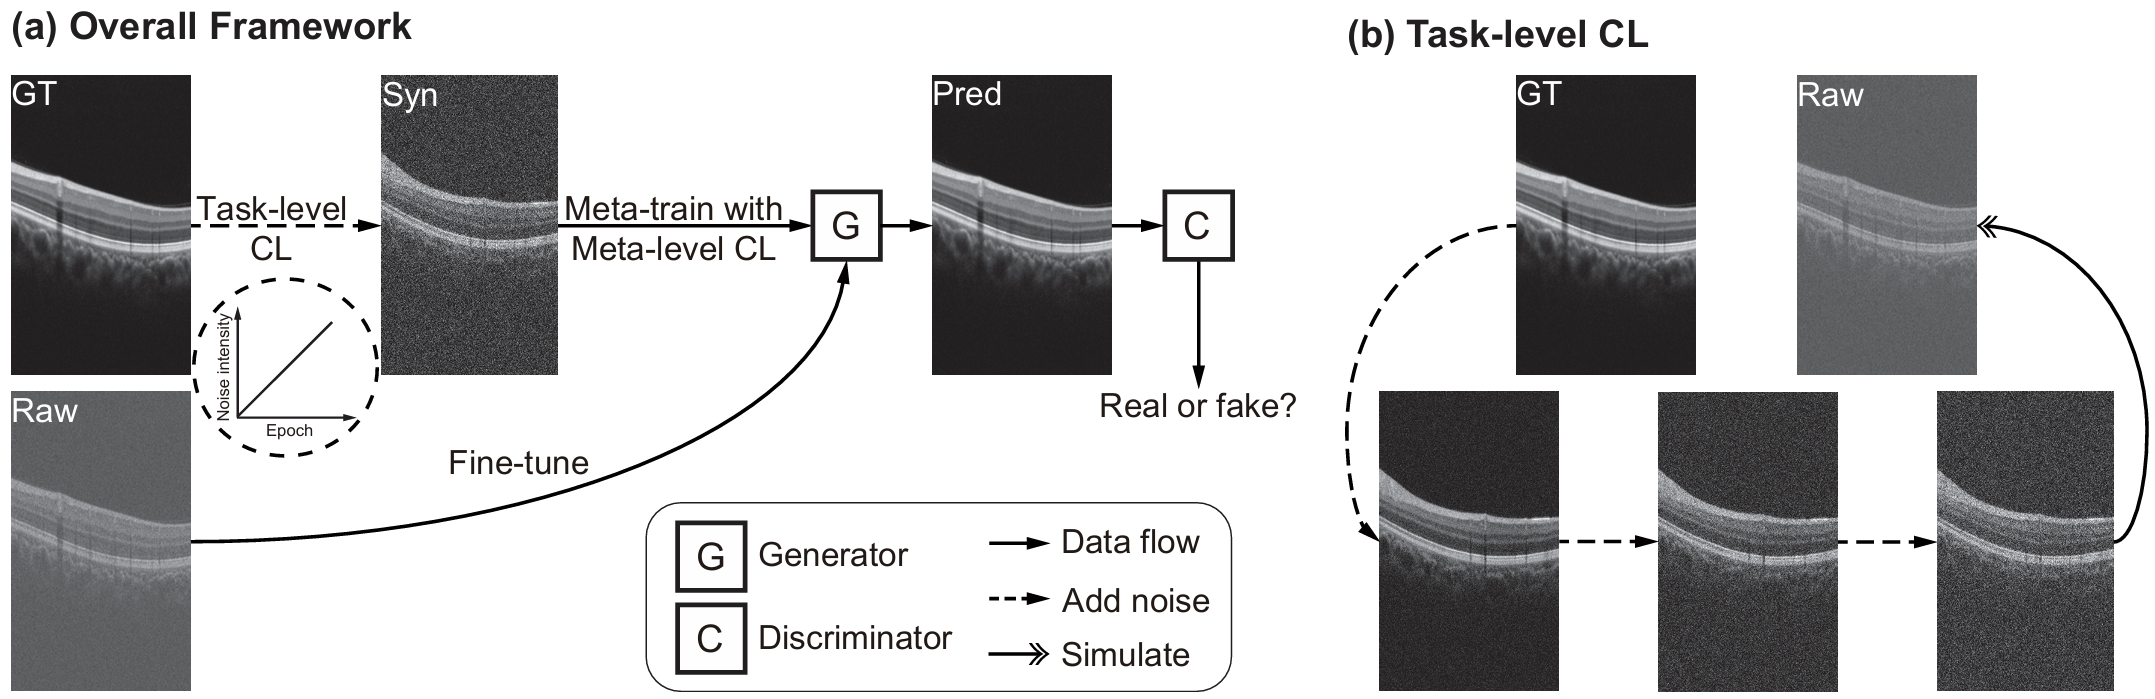 (a) Overall Framework
GT
Task-level
CL
Noise intensity
Epoch
Syn
Meta-train with
Meta-level CL
G
Pred
C
Real or fake?
Raw
Fine-tune
G Generator
C Discriminator
Data flow
Add noise
Simulate
(b) Task-level CL
GT
Raw